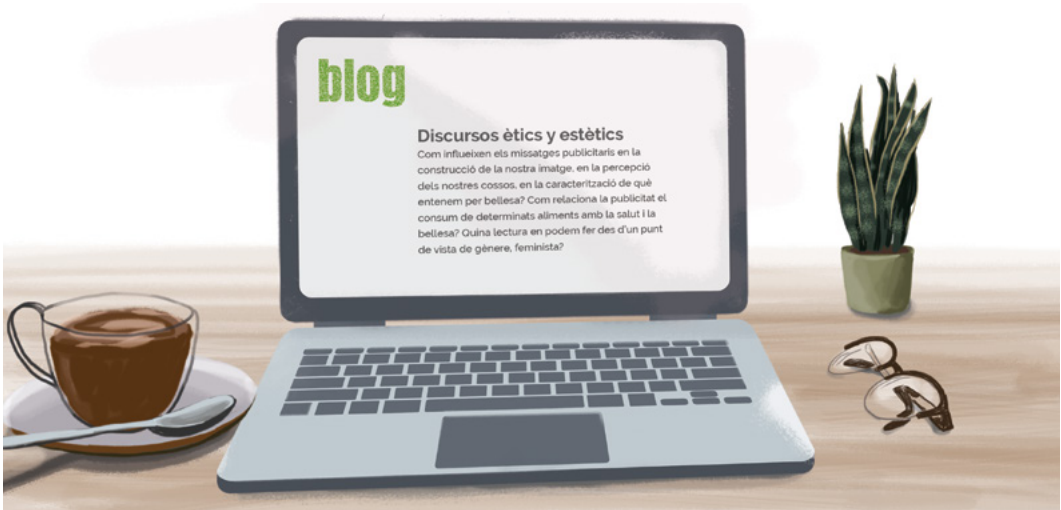 blog
Discursos ètics y estètics
Com influeixen els missatges publicitaris en la
construcció de la nostra imatge, en la percepció
dels nostres cossos, en la caracterització de què
entenem per bellesa? Com relaciona la publicitat el
consum de determinats aliments amb la salut i la
bellesa? Quina lectura en podem fer des d'un punt
de vista de gènere, feminista?